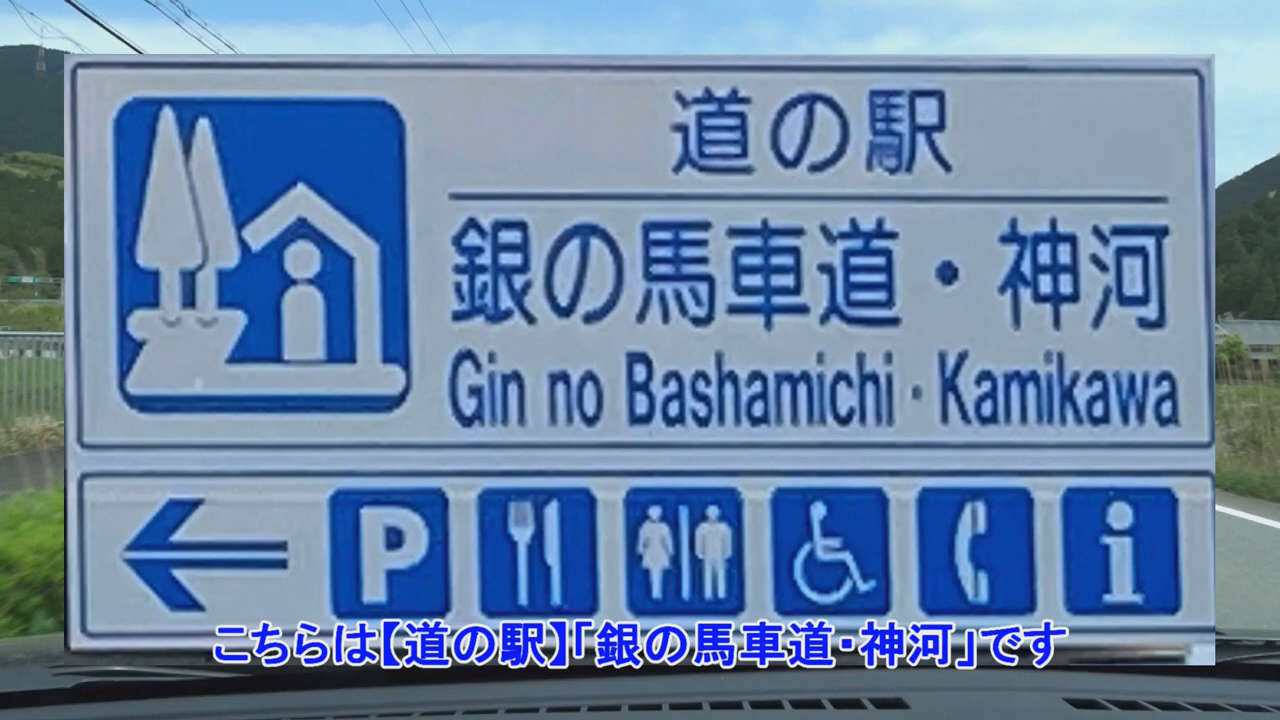 道の駅
銀の馬車道・神河
Gin no Bashamichi・Kamikawa
P
i
こちらは【道の駅】「銀の馬車道・神河」です